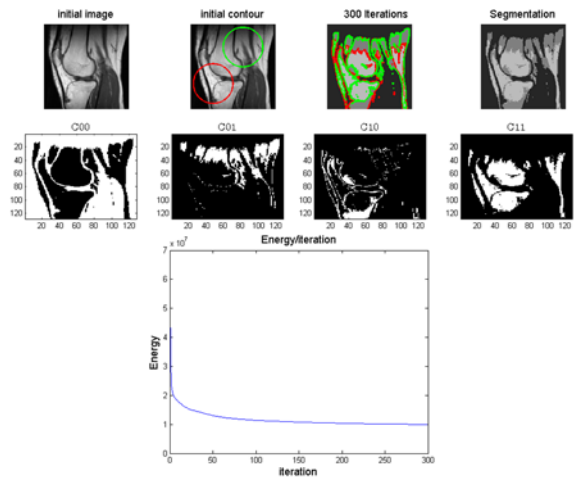 initial image
initial contour
300 Iterations
Segmentation
C00
C01
C10
C11
20
40
60
80
100
120
20 40 60 80 100 120
20
40
60
80
100
120
20 40 60 80 100 120
20
40
60
80
100
120
20 40 60 80 100 120
20
40
60
80
100
120
20 40 60 80 100 120
Energy/iteration
x 10^7
7
6
5
4
3
2
1
0
Energy
0 50 100 150 200 250 300
iteration